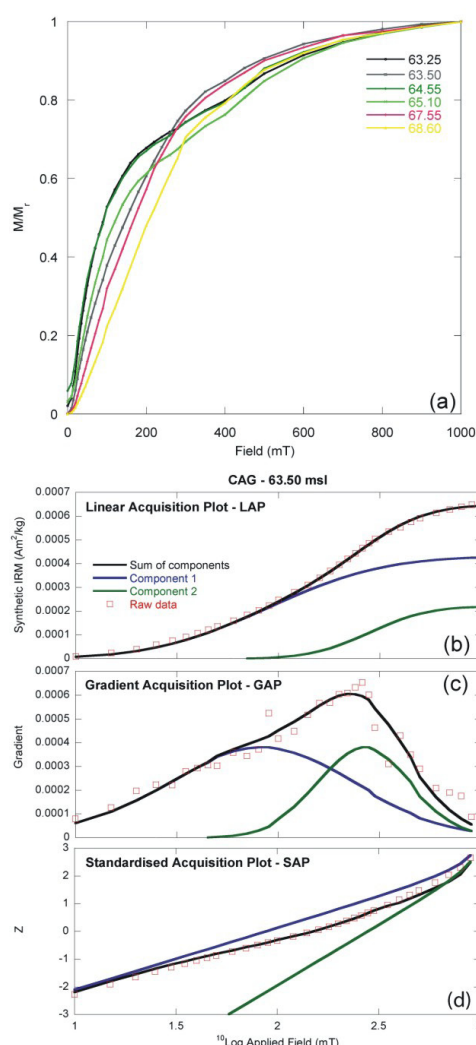 1
0.8
0.6
0.4
0.2
0
M/Mr
63.25
63.50
64.55
65.10
67.55
68.60
(a)
0 200 400 600 800 1000
Field (mT)
CAG - 63.50 msl
Linear Acquisition Plot - LAP
0.0007
0.0006
0.0005
0.0004
0.0003
0.0002
0.0001
0
Synthetic IRM (Am²/kg)
Sum of components
Component 1
Component 2
Raw data
(b)
Gradient Acquisition Plot - GAP
(c)
0.0007
0.0006
0.0005
0.0004
0.0003
0.0002
0.0001
0
Gradient
Standardised Acquisition Plot - SAP
3
2
1
0
-1
-2
-3
Z
(d)
1 1.5 2 2.5
¹⁰Log Applied Field (mT)